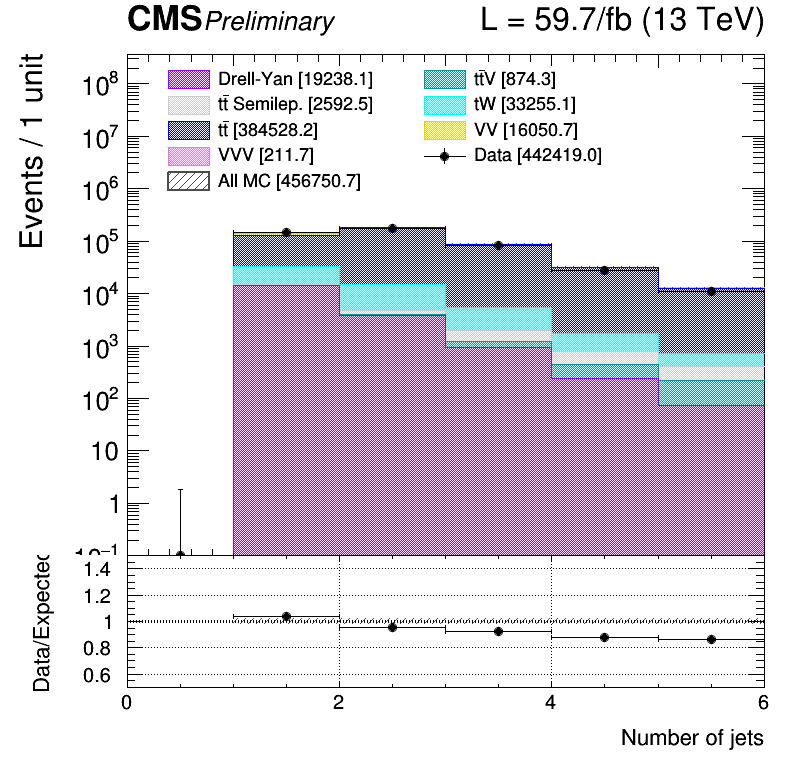 CMS Preliminary L = 59.7/fb (13 TeV)
Events / 1 unit
Drell-Yan [19238.1] tt̄V [874.3]
tt̄ Semilep. [2592.5] tW [33255.1]
tt̄ [384528.2] VV [16050.7]
VVV [211.7] Data [442419.0]
All MC [456750.7]
10⁸
10⁷
10⁶
10⁵
10⁴
10³
10²
10
1
10⁻¹
Data/Expected
1.4
1.2
1
0.8
0.6
0 2 4 6
Number of jets